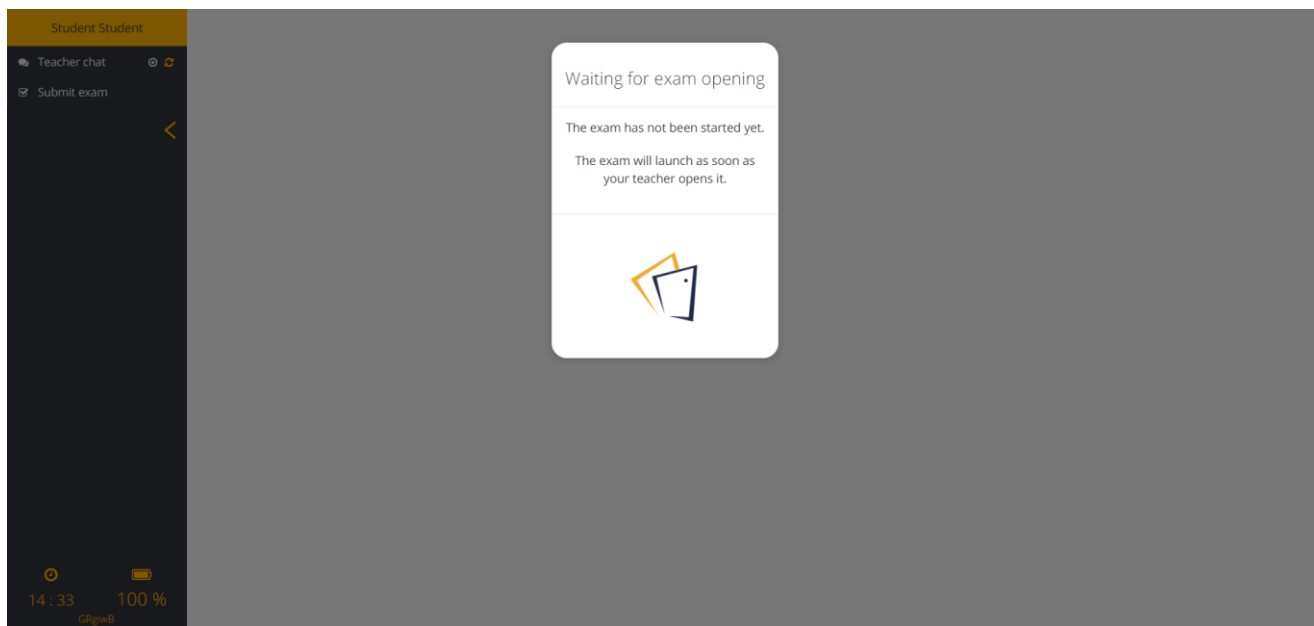 Student Student
Teacher chat
Submit exam
Waiting for exam opening
The exam has not been started yet.
The exam will launch as soon as
your teacher opens it.
14 : 33 100 %
GRgiwB